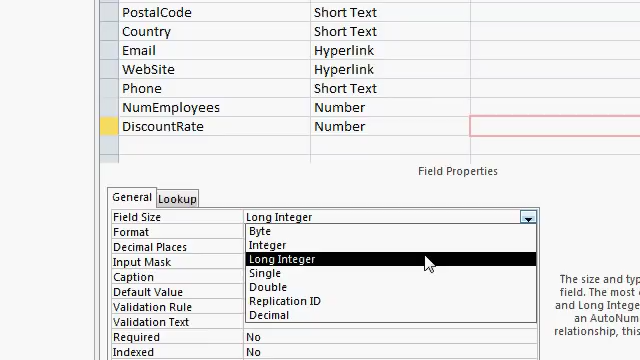 PostalCode Short Text
Country Short Text
Email Hyperlink
WebSite Hyperlink
Phone Short Text
NumEmployees Number
DiscountRate Number
Field Properties
General Lookup
Field Size Long Integer
Format Byte
Decimal Places Integer
Input Mask Long Integer
Caption Single
Default Value Double
Validation Rule Replication ID
Validation Text Decimal
Required No
Indexed No
The size and typ
field. The most c
and Long Integer
an AutoNum
relationship, this